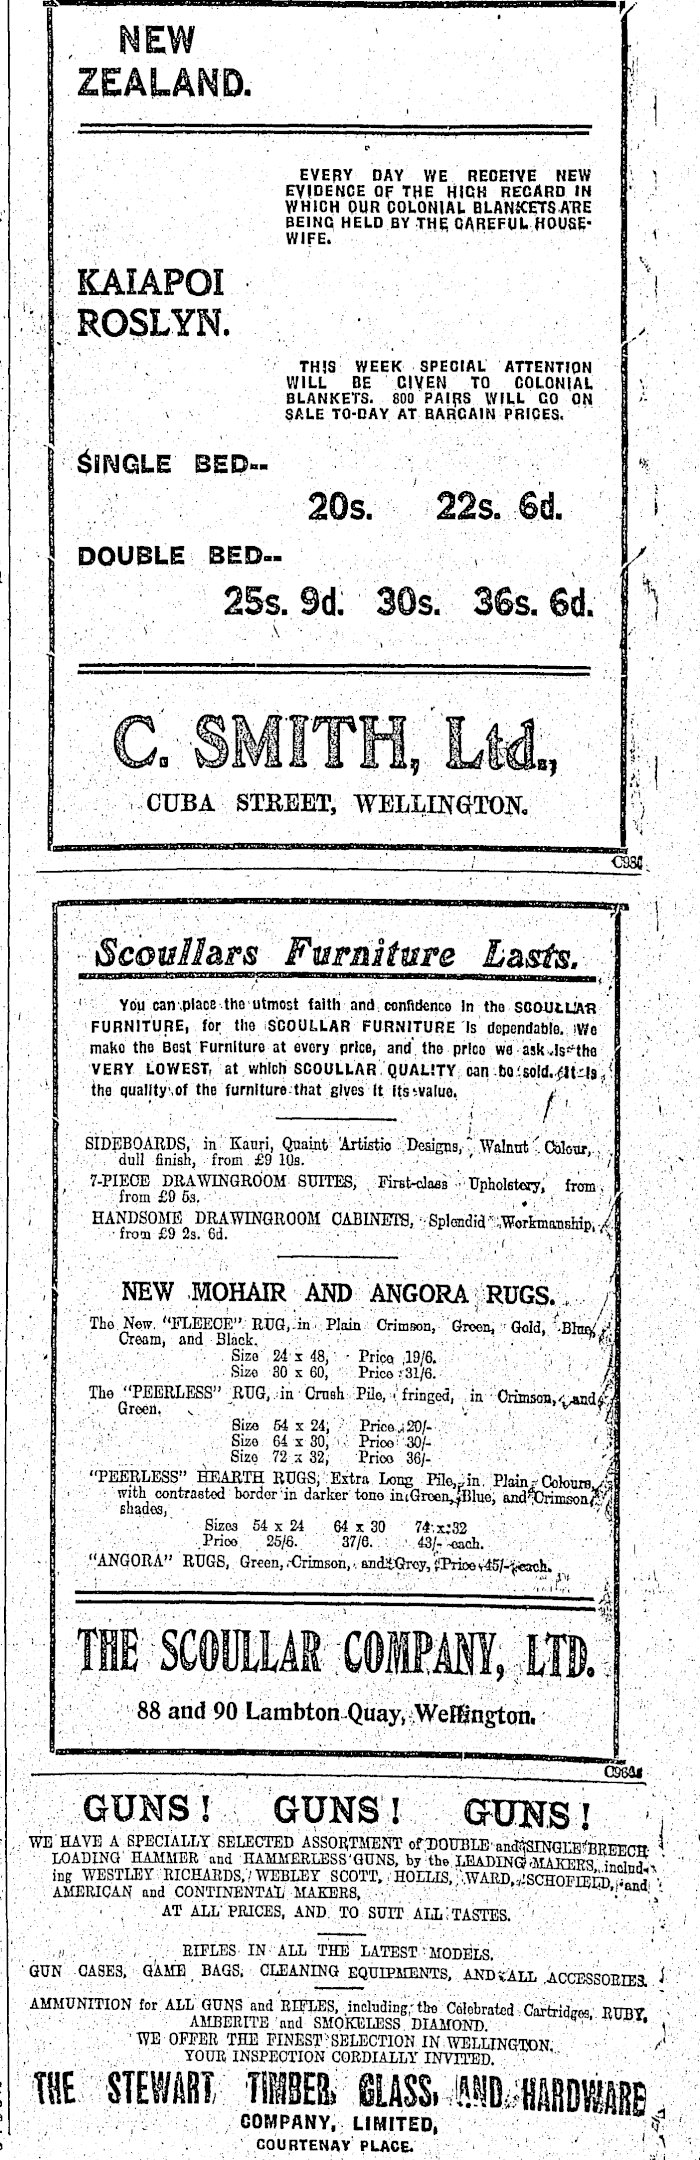 NEW
ZEALAND.
EVERY DAY WE RECEIVE NEW
EVIDENCE OF THE HIGH REGARD IN
WHICH OUR COLONIAL BLANKETS ARE
BEING HELD BY THE CAREFUL HOUSE-
WIFE.
KAIAPOI
ROSLYN.
THIS WEEK SPECIAL ATTENTION
WILL BE GIVEN TO COLONIAL
BLANKETS. 800 PAIRS WILL GO ON
SALE TO-DAY AT BARGAIN PRICES.
SINGLE BED--
20s. 22s. 6d.
DOUBLE BED--
25s. 9d. 30s. 36s. 6d.
C. SMITH, Ltd.,
CUBA STREET, WELLINGTON.
Scoullars Furniture Lasts.
You can place the utmost faith and confidence in the SCOULLAR
FURNITURE, for the SCOULLAR FURNITURE is dependable. We
make the Best Furniture at every price, and the price we ask is the
VERY LOWEST, at which SCOULLAR QUALITY can be sold. It is
the quality of the furniture that gives it its value.
SIDEBOARDS, in Kauri, Quaint Artistic Designs, Walnut Colour,
dull finish, from £9 10s.
7-PIECE DRAWINGROOM SUITES, First-class Upholstery, from
from £9 5s.
HANDSOME DRAWINGROOM CABINETS, Splendid Workmanship,
from £9 2s. 6d.
NEW MOHAIR AND ANGORA RUGS.
The New "FLEECE" RUG, in Plain Crimson, Green, Gold, Blue,
Cream, and Black.
Size 24 x 48, Price 19/6.
Size 30 x 60, Price 31/6.
The "PEERLESS" RUG, in Crush Pile, fringed, in Crimson, and
Green.
Size 54 x 24, Price 20/-
Size 64 x 30, Price 30/-
Size 72 x 32, Price 36/-
"PEERLESS" HEARTH RUGS, Extra Long Pile, in Plain Colours,
with contrasted border in darker tone in Green, Blue, and Crimson
shades,
Sizes 54 x 24 64 x 30 74 x 32
Price 25/6. 37/6. 43/- each.
"ANGORA" RUGS, Green, Crimson, and Grey, Price 45/- each.
THE SCOULLAR COMPANY, LTD.
88 and 90 Lambton Quay, Wellington.
GUNS! GUNS! GUNS!
WE HAVE A SPECIALLY SELECTED ASSORTMENT of DOUBLE and SINGLE BREECH
LOADING HAMMER and HAMMERLESS GUNS, by the LEADING MAKERS, includ-
ing WESTLEY RICHARDS, WEBLEY SCOTT, HOLLIS, WARD, SCHOFIELD, and
AMERICAN and CONTINENTAL MAKERS,
AT ALL PRICES, AND TO SUIT ALL TASTES.
RIFLES IN ALL THE LATEST MODELS.
GUN CASES, GAME BAGS, CLEANING EQUIPMENTS, AND ALL ACCESSORIES.
AMMUNITION for ALL GUNS and RIFLES, including the Celebrated Cartridges, RUBY,
AMBERITE and SMOKELESS DIAMOND.
WE OFFER THE FINEST SELECTION IN WELLINGTON.
YOUR INSPECTION CORDIALLY INVITED.
THE STEWART TIMBER, GLASS, AND HARDWARE
COMPANY, LIMITED,
COURTENAY PLACE.